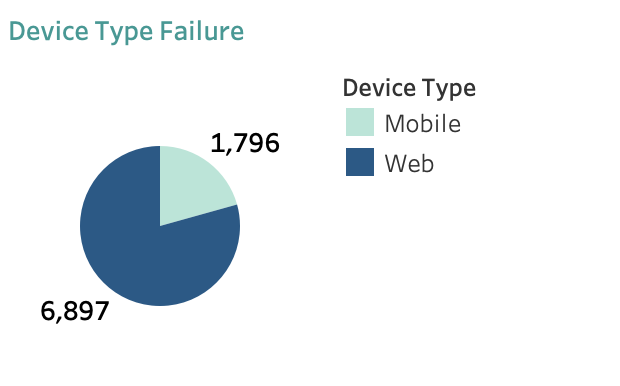 Device Type Failure
Device Type
Mobile
Web
1,796
6,897